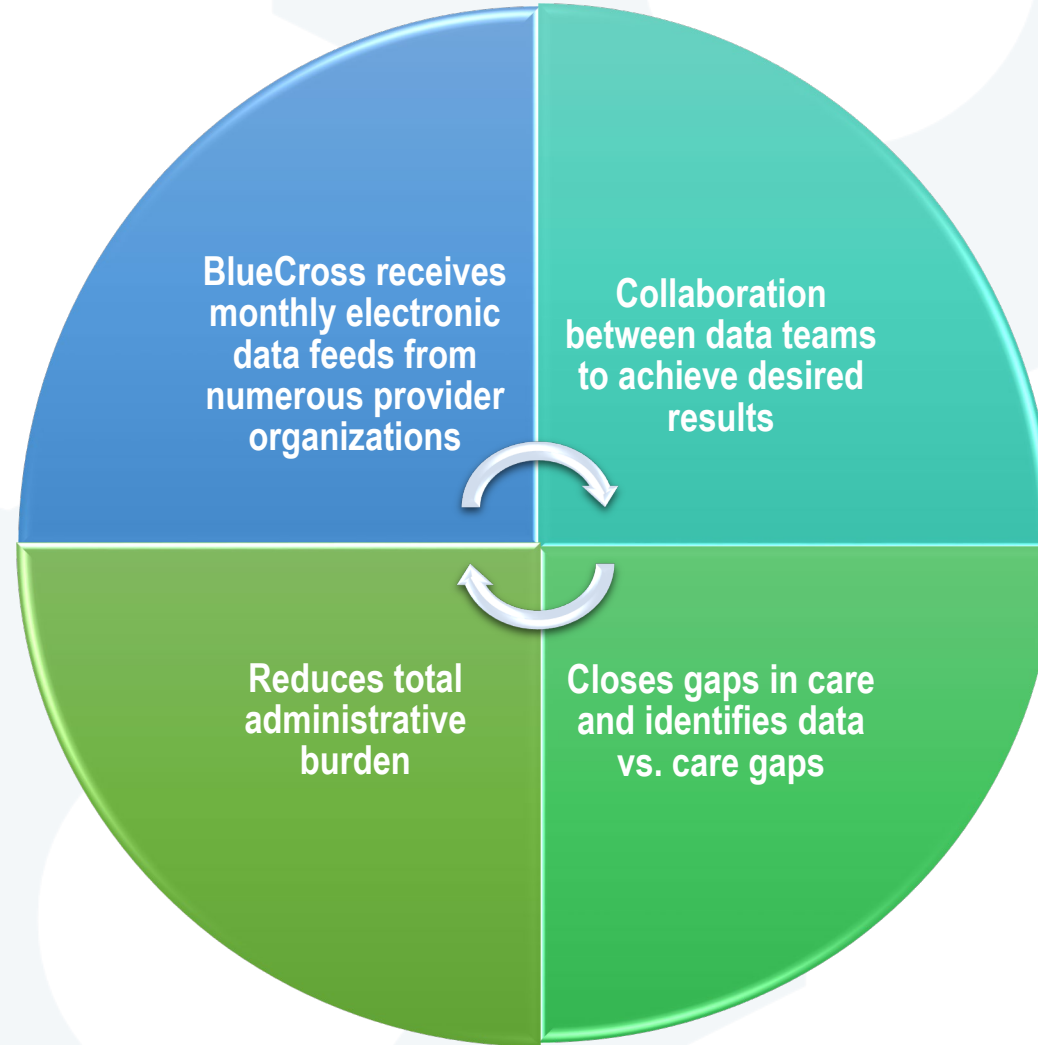 BlueCross receives
monthly electronic
data feeds from
numerous provider
organizations
Collaboration
between data teams
to achieve desired
results
Reduces total
administrative
burden
Closes gaps in care
and identifies data
vs. care gaps